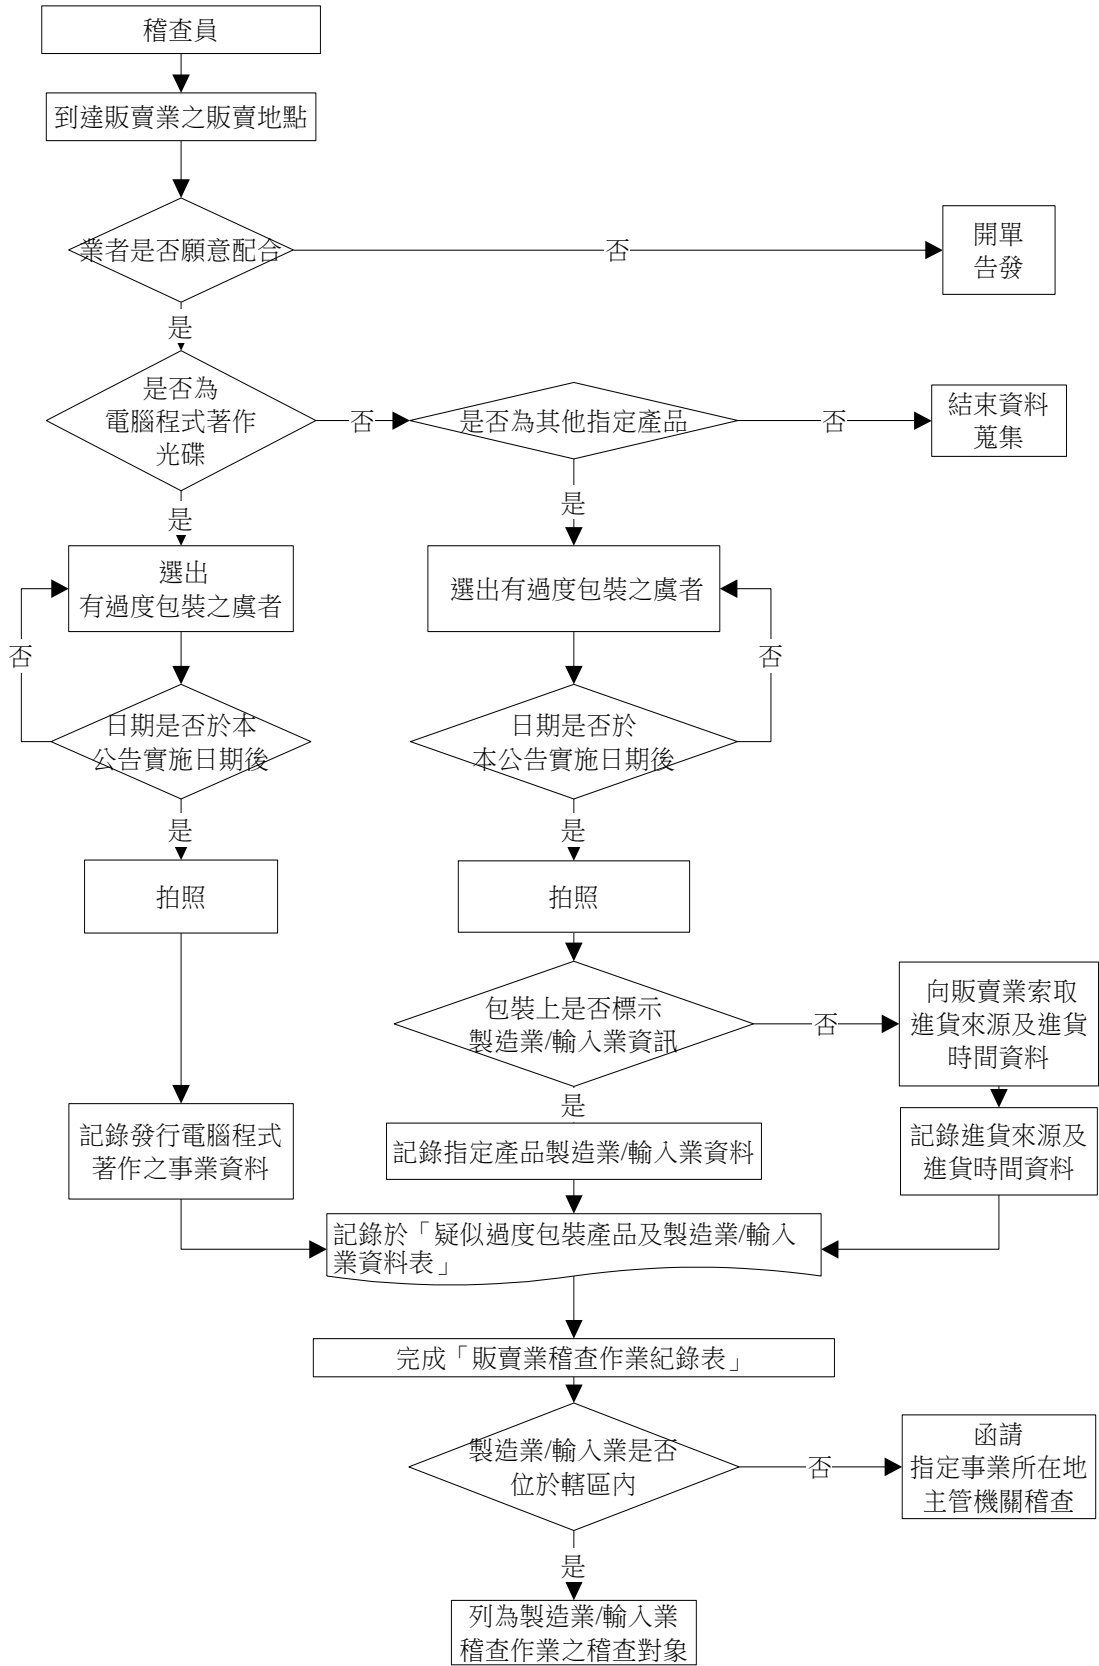 稽查員
到達販賣業之販賣地點
業者是否願意配合
否
開單
告發
是
是否為
電腦程式著作
光碟
否
是否為其他指定產品
否
結束資料
蒐集
是
是
選出
有過度包裝之虞者
選出有過度包裝之虞者
否
否
日期是否於本
公告實施日期後
日期是否於
本公告實施日期後
是
是
拍照
拍照
包裝上是否標示
製造業/輸入業資訊
否
向販賣業索取
進貨來源及進貨
時間資料
是
記錄發行電腦程式
著作之事業資料
記錄指定產品製造業/輸入業資料
記錄進貨來源及
進貨時間資料
記錄於「疑似過度包裝產品及製造業/輸入
業資料表」
完成「販賣業稽查作業紀錄表」
製造業/輸入業是否
位於轄區內
否
函請
指定事業所在地
主管機關稽查
是
列為製造業/輸入業
稽查作業之稽查對象